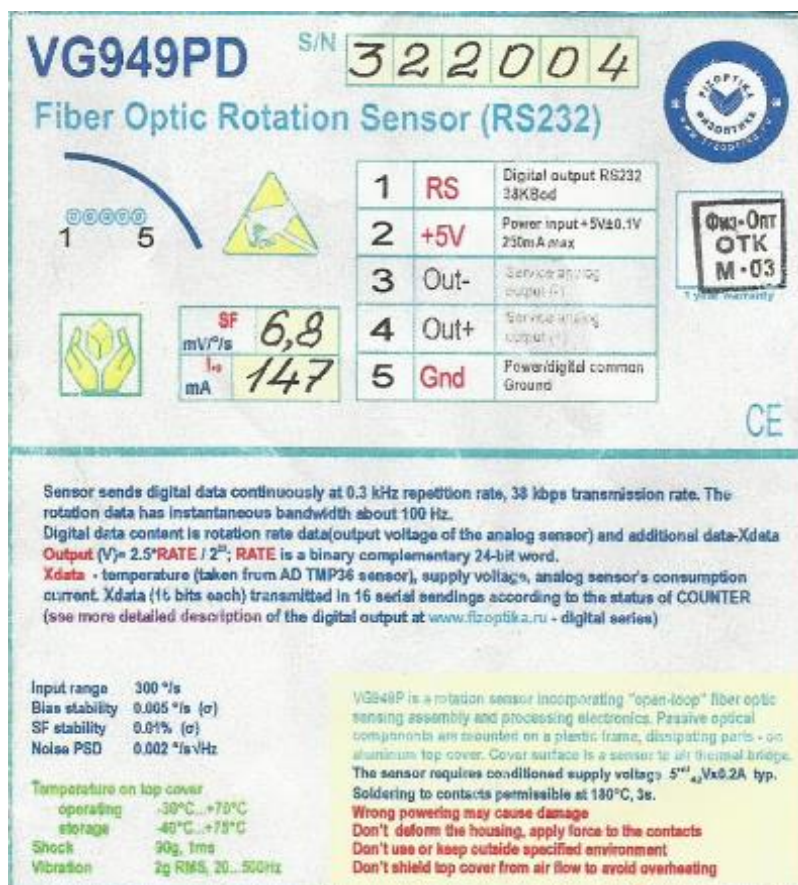 VG949PD
S/N 322004
Fiber Optic Rotation Sensor (RS232)
FIZOPTIKA
ФИЗОПТИКА
www.fizoptika.ru
1 5
1 RS Digital output RS232
38KBod
2 +5V Power input +5V±0.1V
250mA max
3 Out- Service analog
output (-)
4 Out+ Service analog
output (+)
5 Gnd Power/digital common
Ground
SF
mV/°/s 6,8
mA 147
Физ-Опт
ОТК
М-03
1 year warranty
CE
Sensor sends digital data continuously at 0.3 kHz repetition rate, 38 kbps transmission rate. The
rotation data has instantaneous bandwidth about 100 Hz.
Digital data content is rotation rate data(output voltage of the analog sensor) and additional data-Xdata
Output (V)= 2.5*RATE / 2; RATE is a binary complementary 24-bit word.
Xdata - temperature (taken from AD TMP36 sensor), supply voltage, analog sensor's consumption
current. Xdata (16 bits each) transmitted in 16 serial sendings according to the status of COUNTER
(see more detailed description of the digital output at www.fizoptika.ru - digital series)
Input range 300 °/s
Bias stability 0.005 °/s (σ)
SF stability 0.01% (σ)
Noise PSD 0.002 °/s√Hz
Temperature on top cover
operating -30°C...+70°C
storage -40°C...+75°C
Shock 90g, 1ms
Vibration 2g RMS, 20...500Hz
VG949P is a rotation sensor incorporating "open-loop" fiber optic
sensing assembly and processing electronics. Passive optical
components are mounted on a plastic frame, dissipating parts - on
aluminum top cover. Cover surface is a sensor to air thermal bridge.
The sensor requires conditioned supply voltage 5 Vx0.2A typ.
Soldering to contacts permissible at 180°C, 3s.
Wrong powering may cause damage
Don't deform the housing, apply force to the contacts
Don't use or keep outside specified environment
Don't shield top cover from air flow to avoid overheating